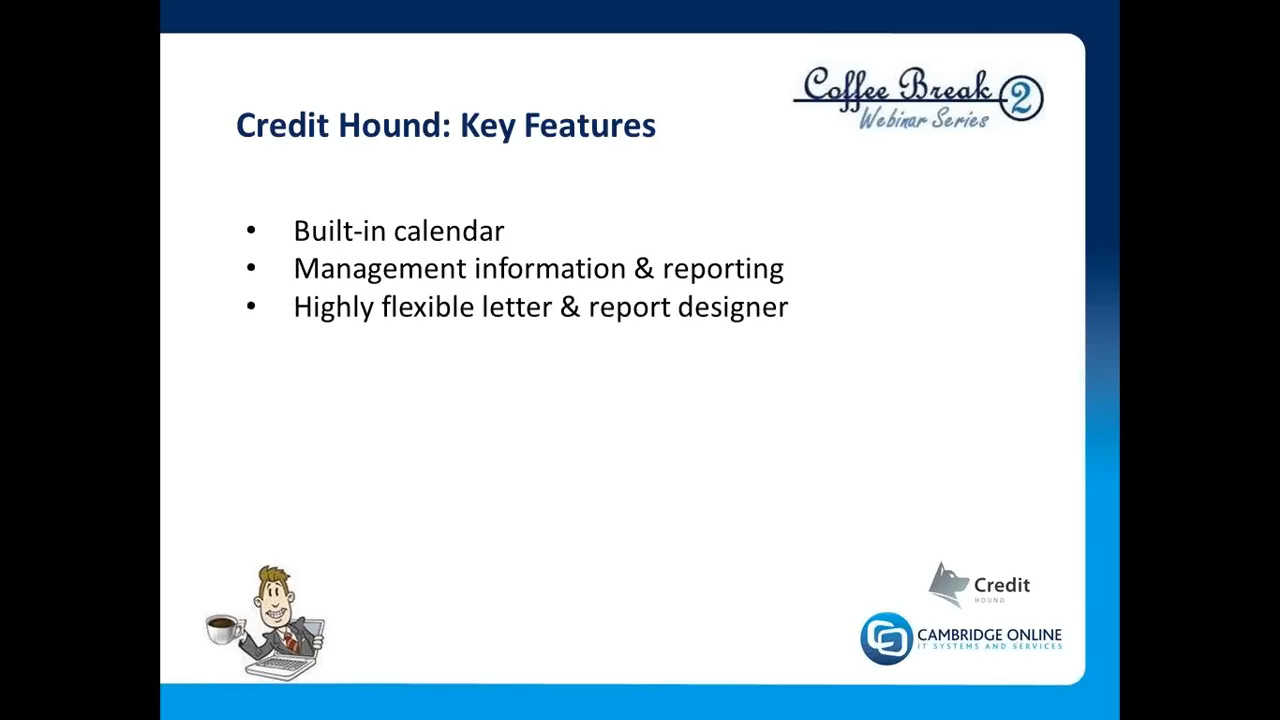 Coffee Break 2
Webinar Series
Credit Hound: Key Features
• Built-in calendar
• Management information & reporting
• Highly flexible letter & report designer
Credit
HOUND
CAMBRIDGE ONLINE
IT SYSTEMS AND SERVICES